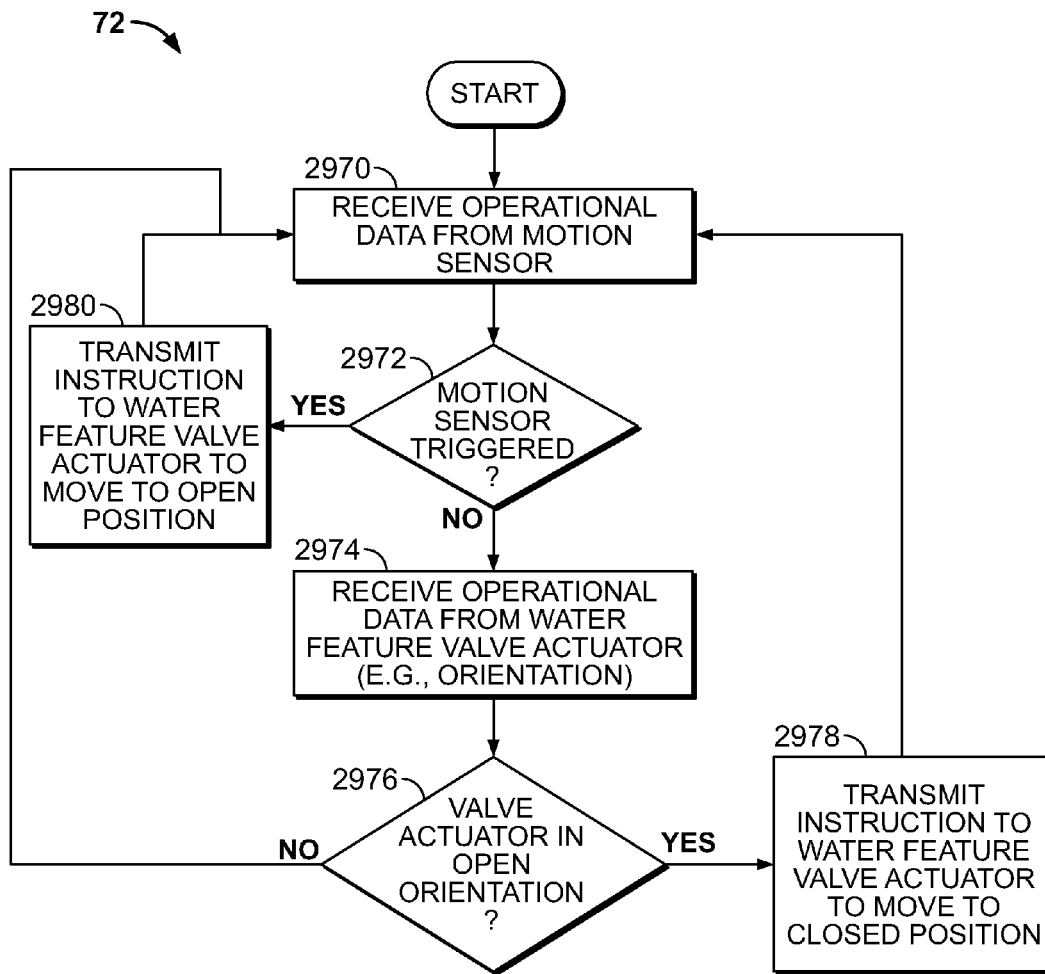 72
START
2970
RECEIVE OPERATIONAL
DATA FROM MOTION
SENSOR
2980
TRANSMIT
INSTRUCTION
TO WATER
FEATURE VALVE
ACTUATOR TO
MOVE TO OPEN
POSITION
2972
MOTION
SENSOR
TRIGGERED
?
YES
NO
2974
RECEIVE OPERATIONAL
DATA FROM WATER
FEATURE VALVE ACTUATOR
(E.G., ORIENTATION)
2976
VALVE
ACTUATOR IN
OPEN
ORIENTATION
?
NO
YES
2978
TRANSMIT
INSTRUCTION TO
WATER FEATURE
VALVE ACTUATOR
TO MOVE TO
CLOSED POSITION